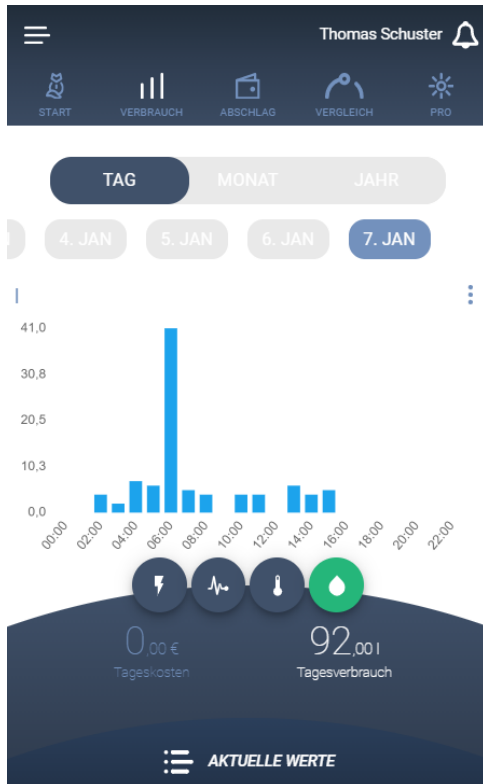 Thomas Schuster
START VERBRAUCH ABSCHLAG VERGLEICH PRO
TAG MONAT JAHR
4. JAN 5. JAN 6. JAN 7. JAN
l
41,0
30,8
20,5
10,3
0,0
00:00 02:00 04:00 06:00 08:00 10:00 12:00 14:00 16:00 18:00 20:00 22:00
0,00 € 92,00 l
Tageskosten Tagesverbrauch
AKTUELLE WERTE